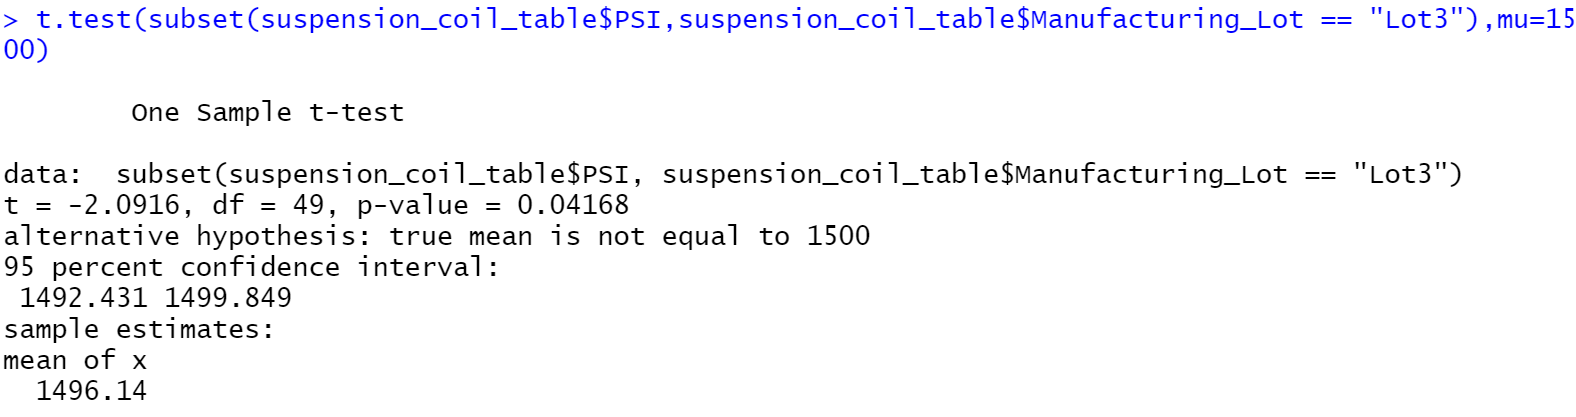 > t.test(subset(suspension_coil_table$PSI,suspension_coil_table$Manufacturing_Lot == "Lot3"),mu=15
00)
One Sample t-test
data:  subset(suspension_coil_table$PSI, suspension_coil_table$Manufacturing_Lot == "Lot3")
t = -2.0916, df = 49, p-value = 0.04168
alternative hypothesis: true mean is not equal to 1500
95 percent confidence interval:
 1492.431 1499.849
sample estimates:
mean of x
  1496.14